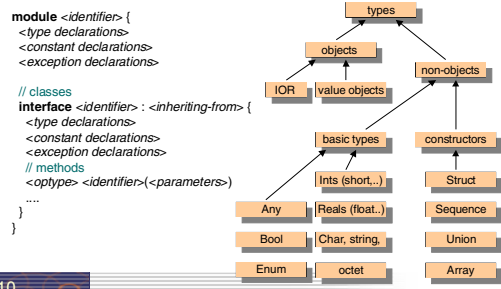 module <identifier> {
<type declarations>
<constant declarations>
<exception declarations>
// classes
interface <identifier> : <inheriting-from> {
<type declarations>
<constant declarations>
<exception declarations>
// methods
<optype> <identifier>(<parameters>)
....
}
}
types
objects
non-objects
IOR
value objects
basic types
constructors
Ints (short,..)
Struct
Any
Reals (float..)
Sequence
Bool
Char, string,
Union
Enum
octet
Array
10